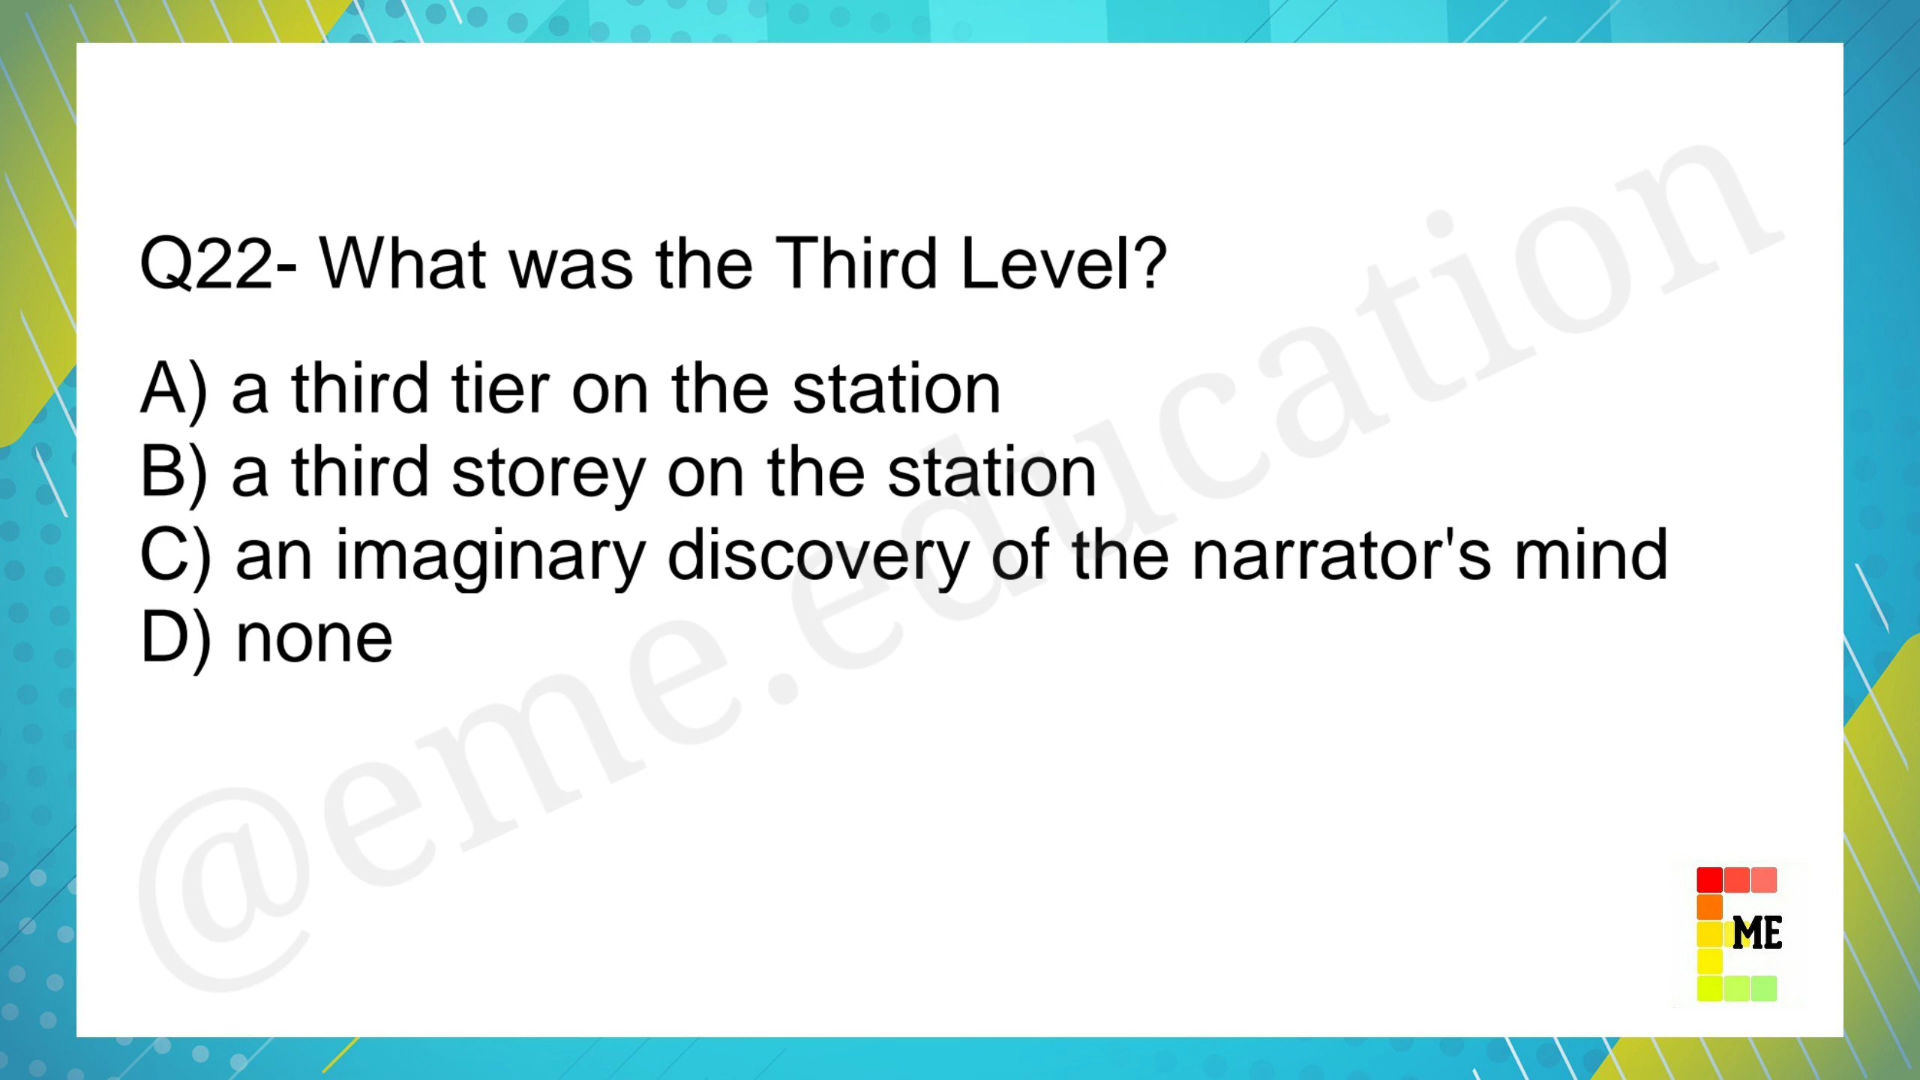 Q22- What was the Third Level?
A) a third tier on the station
B) a third storey on the station
C) an imaginary discovery of the narrator's mind
D) none
@eme.education
ME